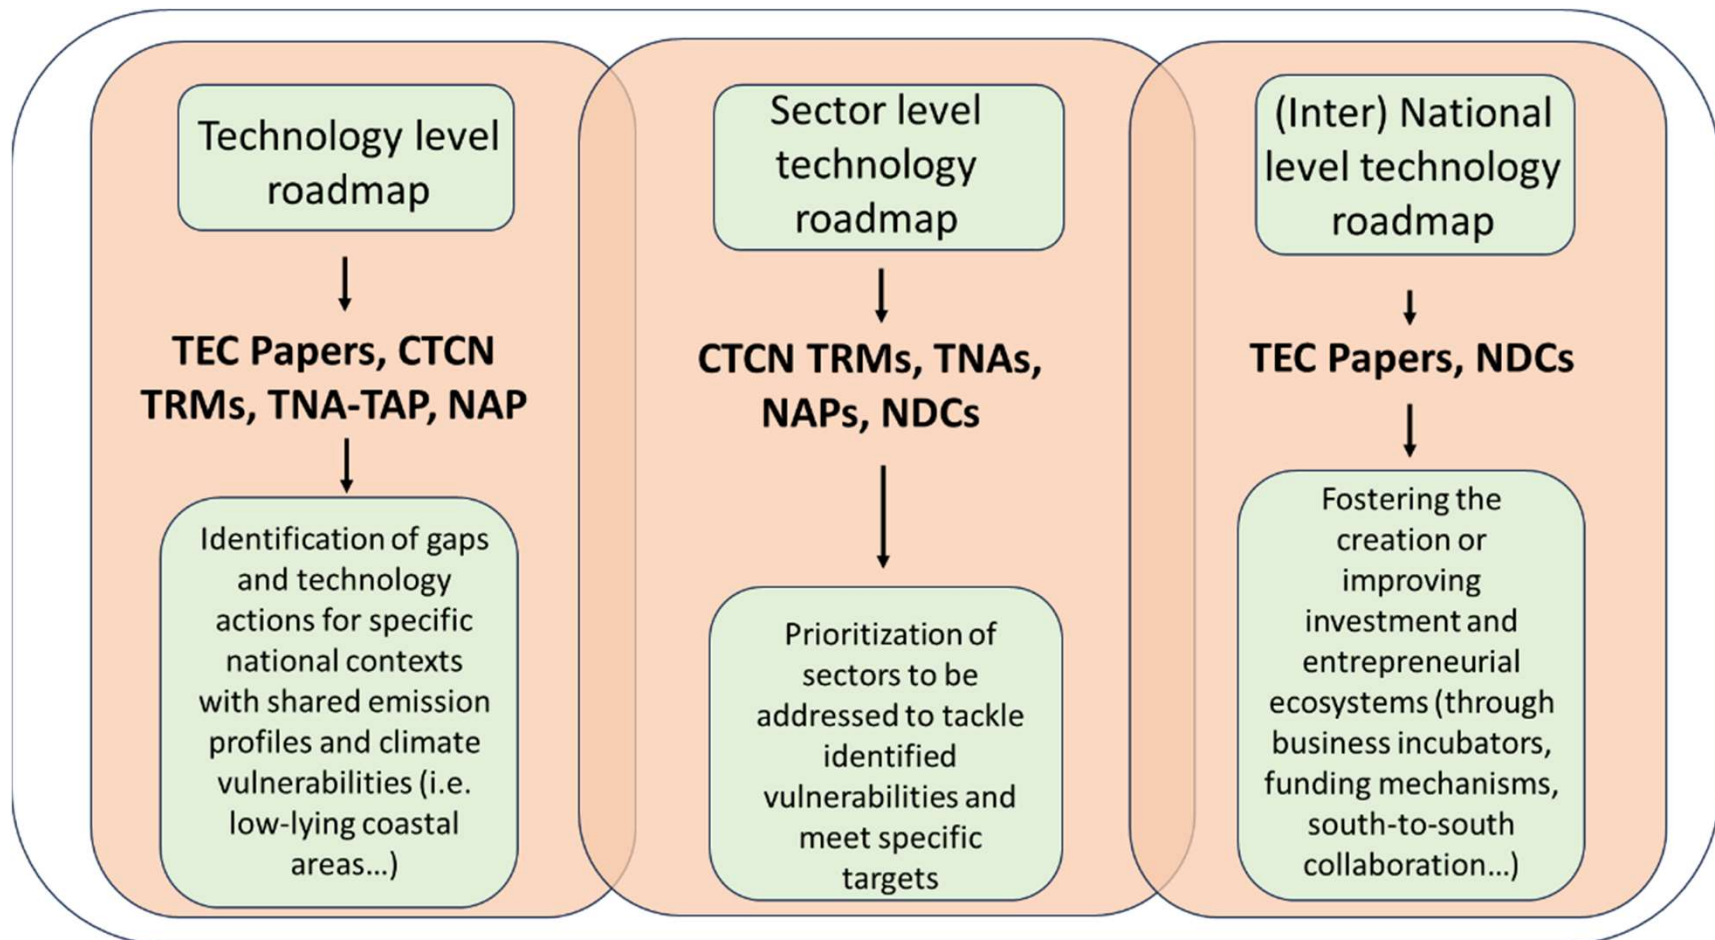 Technology level
roadmap
TEC Papers, CTCN
TRMs, TNA-TAP, NAP
Identification of gaps
and technology
actions for specific
national contexts
with shared emission
profiles and climate
vulnerabilities (i.e.
low-lying coastal
areas...)
Sector level
technology
roadmap
CTCN TRMs, TNAs,
NAPs, NDCs
Prioritization of
sectors to be
addressed to tackle
identified
vulnerabilities and
meet specific
targets
(Inter) National
level technology
roadmap
TEC Papers, NDCs
Fostering the
creation or
improving
investment and
entrepreneurial
ecosystems (through
business incubators,
funding mechanisms,
south-to-south
collaboration...)